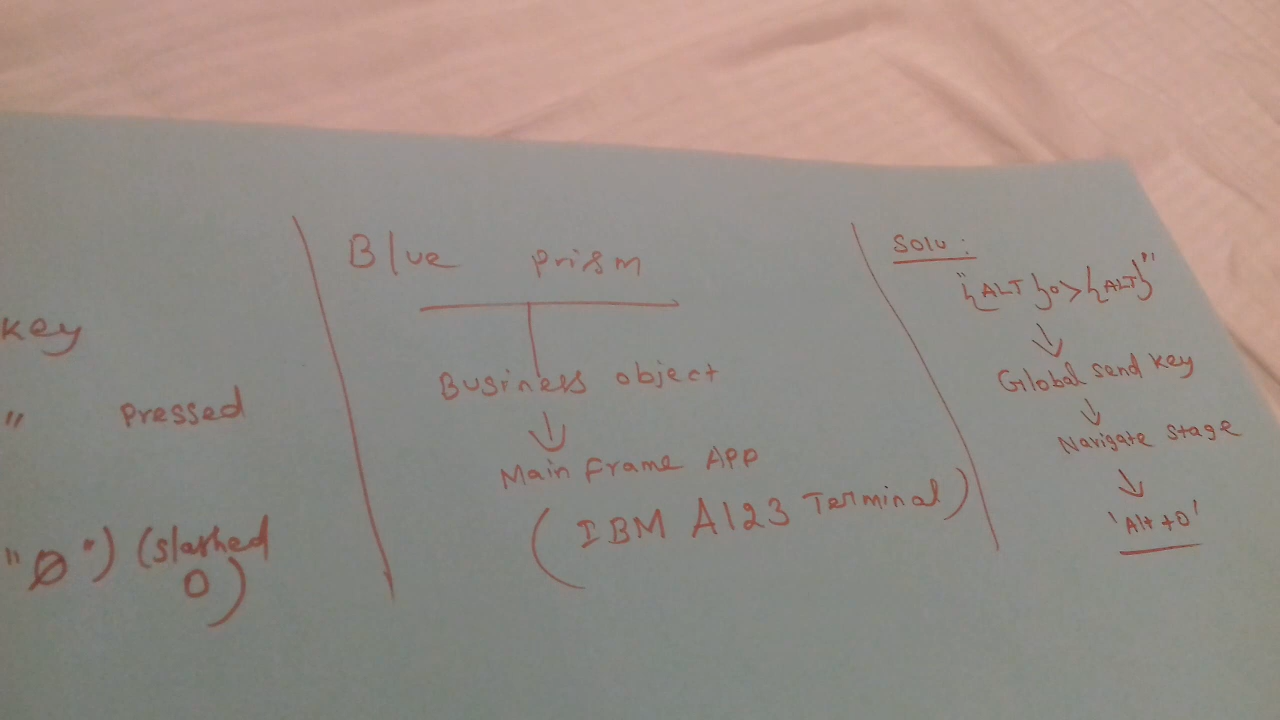 key
" pressed
"Ø") (slashed
0)
Blue prism
Business object
↓
Main frame APP
(IBM A123 Terminal)
Solu:
"{ALT}0>{ALT}"
↓
Global send key
↓
Navigate stage
↓
'Alt+0'